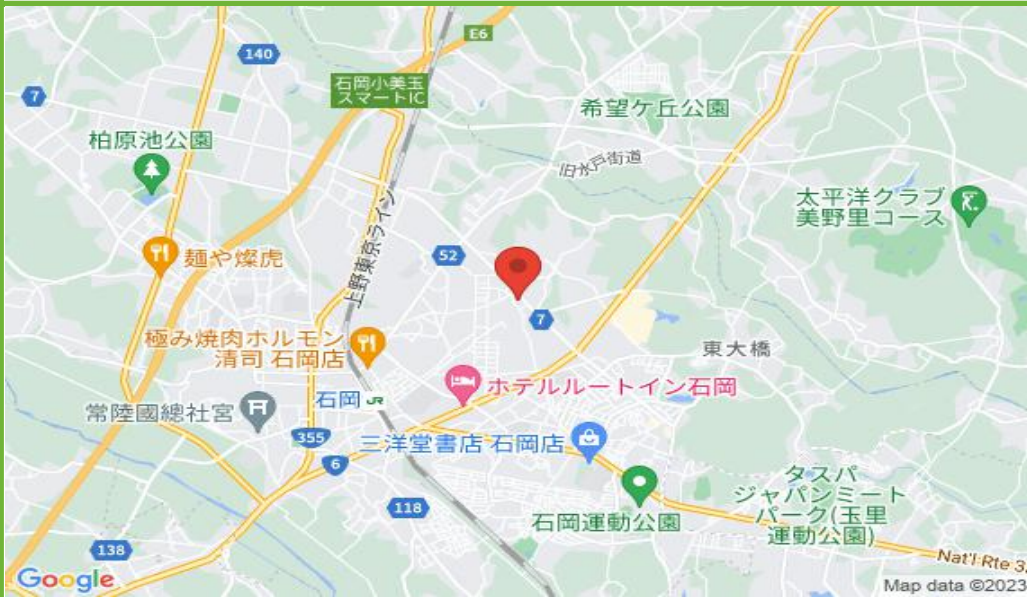 E6
140
石岡小美玉
スマートIC
7
希望ケ丘公園
柏原池公園
旧水戸街道
太平洋クラブ
美野里コース
上野東京ライン
52
麺や燦虎
7
極み焼肉ホルモン
清司 石岡店
東大橋
ホテルルートイン石岡
石岡 JR
常陸國總社宮
355
三洋堂書店 石岡店
6
タスパ
ジャパンミート
パーク(玉里
運動公園)
118
石岡運動公園
138
Nat'l Rte 3
Google
Map data ©2023